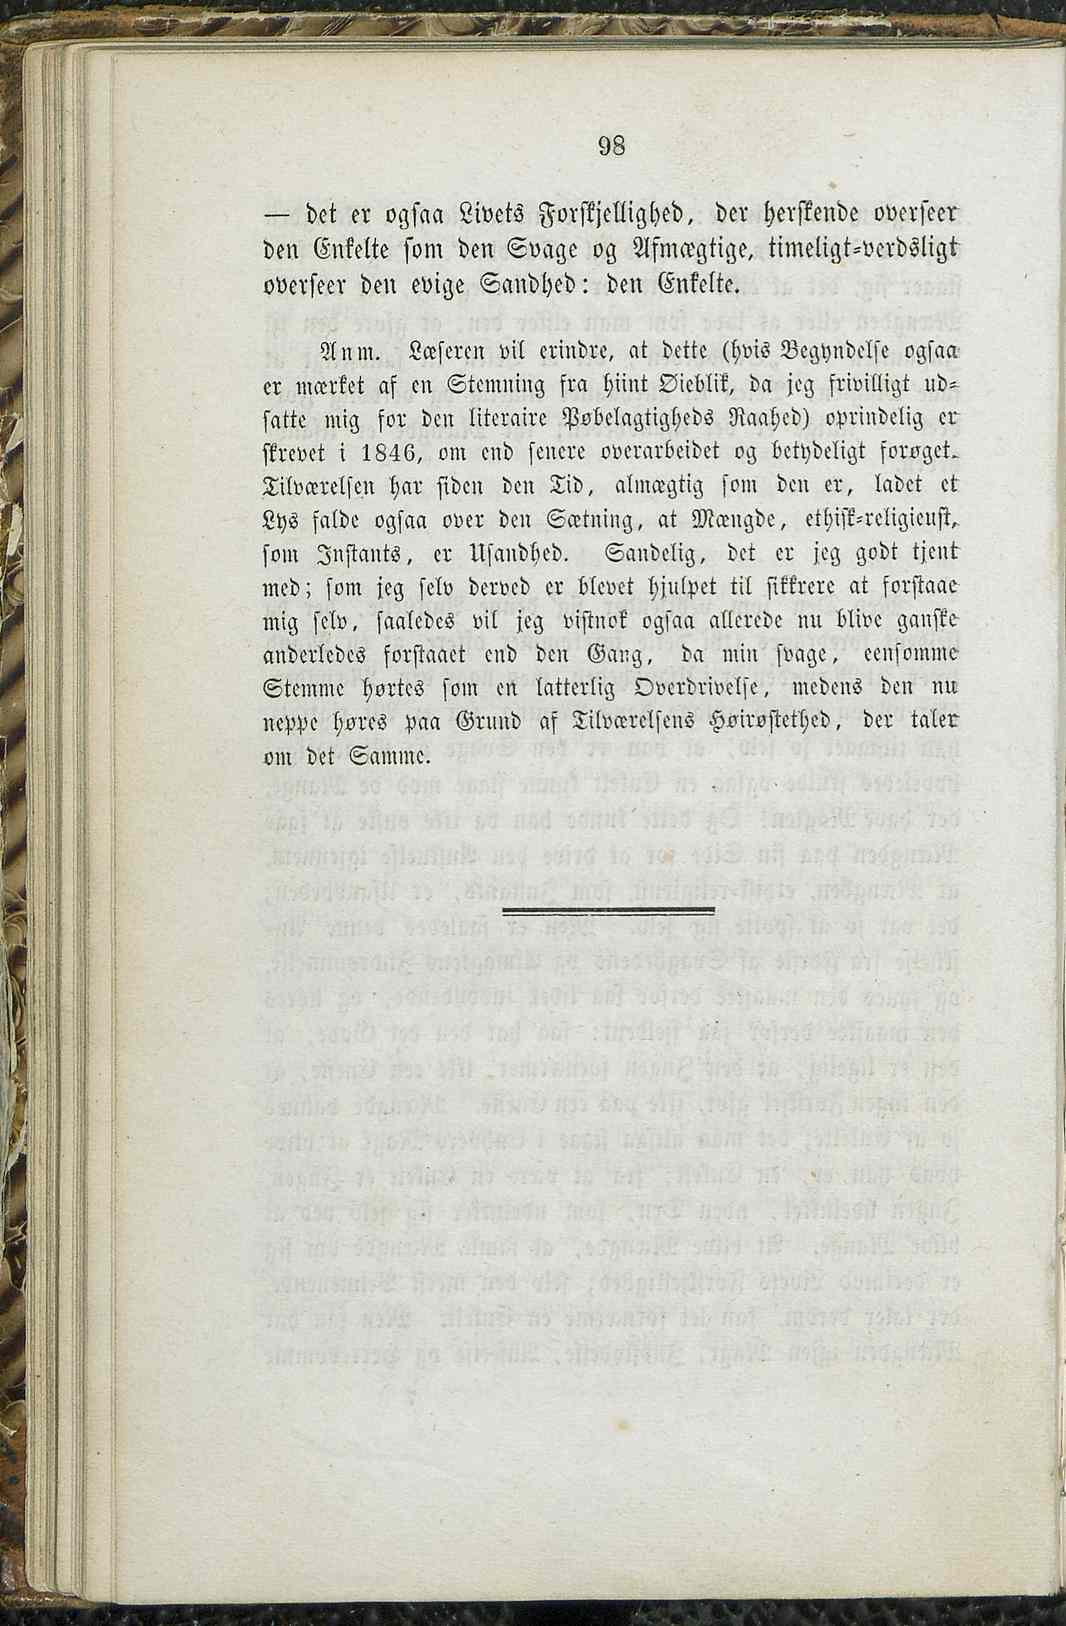 98
— det er ogsaa Livets Forskjellighed, der herskende overseer
den Enkelte som den Svage og Afmægtige, timeligt-verdsligt
overseer den evige Sandhed: den Enkelte.
Anm. Læseren vil erindre, at dette (hvis Begyndelse ogsaa
er mærket af en Stemning fra hiint Øieblik, da jeg frivilligt ud-
satte mig for den literaire Pøbelagtigheds Raahed) oprindelig er
skrevet i 1846, om end senere overarbeidet og betydeligt forøget.
Tilværelsen har siden den Tid, almægtig som den er, ladet et
Lys falde ogsaa over den Sætning, at Mængde, ethisk-religieust,
som Instants, er Usandhed. Sandelig, det er jeg godt tjent
med; som jeg selv derved er blevet hjulpet til sikkrere at forstaae
mig selv, saaledes vil jeg vistnok ogsaa allerede nu blive ganske
anderledes forstaaet end den Gang, da min svage, eensomme
Stemme hørtes som en latterlig Overdrivelse, medens den nu
neppe høres paa Grund af Tilværelsens Høirøstethed, der taler
om det Samme.